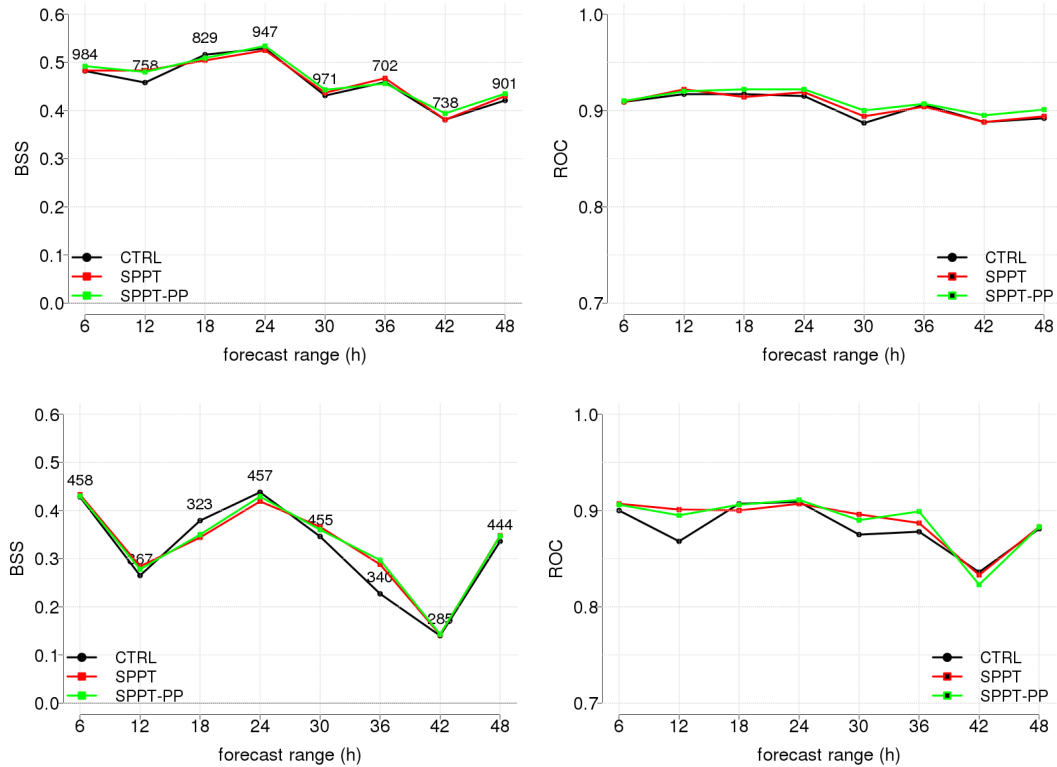 0.6
0.5
0.4
0.3
0.2
0.1
0.0
BSS
984
758
829
947
971
702
738
901
CTRL
SPPT
SPPT-PP
6 12 18 24 30 36 42 48
forecast range (h)
1.0
0.9
0.8
0.7
ROC
CTRL
SPPT
SPPT-PP
6 12 18 24 30 36 42 48
forecast range (h)
0.6
0.5
0.4
0.3
0.2
0.1
0.0
BSS
458
367
323
457
455
340
285
444
CTRL
SPPT
SPPT-PP
6 12 18 24 30 36 42 48
forecast range (h)
1.0
0.9
0.8
0.7
ROC
CTRL
SPPT
SPPT-PP
6 12 18 24 30 36 42 48
forecast range (h)